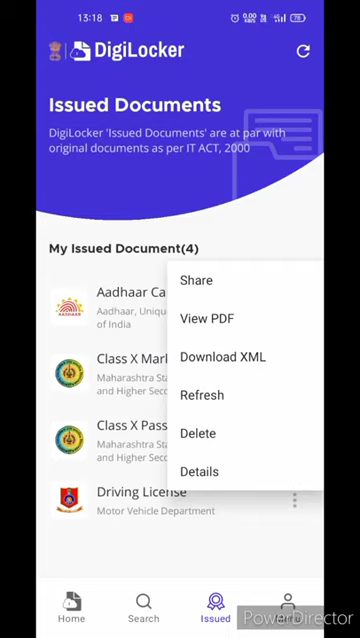 13:18
DigiLocker
Issued Documents
DigiLocker 'Issued Documents' are at par with
original documents as per IT ACT, 2000
My Issued Document(4)
Aadhaar Ca
Aadhaar, Uniqu
of India
Class X Mark
Maharashtra Sta
and Higher Seco
Class X Pass
Maharashtra Sta
and Higher Seco
Driving License
Motor Vehicle Department
Share
View PDF
Download XML
Refresh
Delete
Details
Home
Search
Issued
PowerDirector